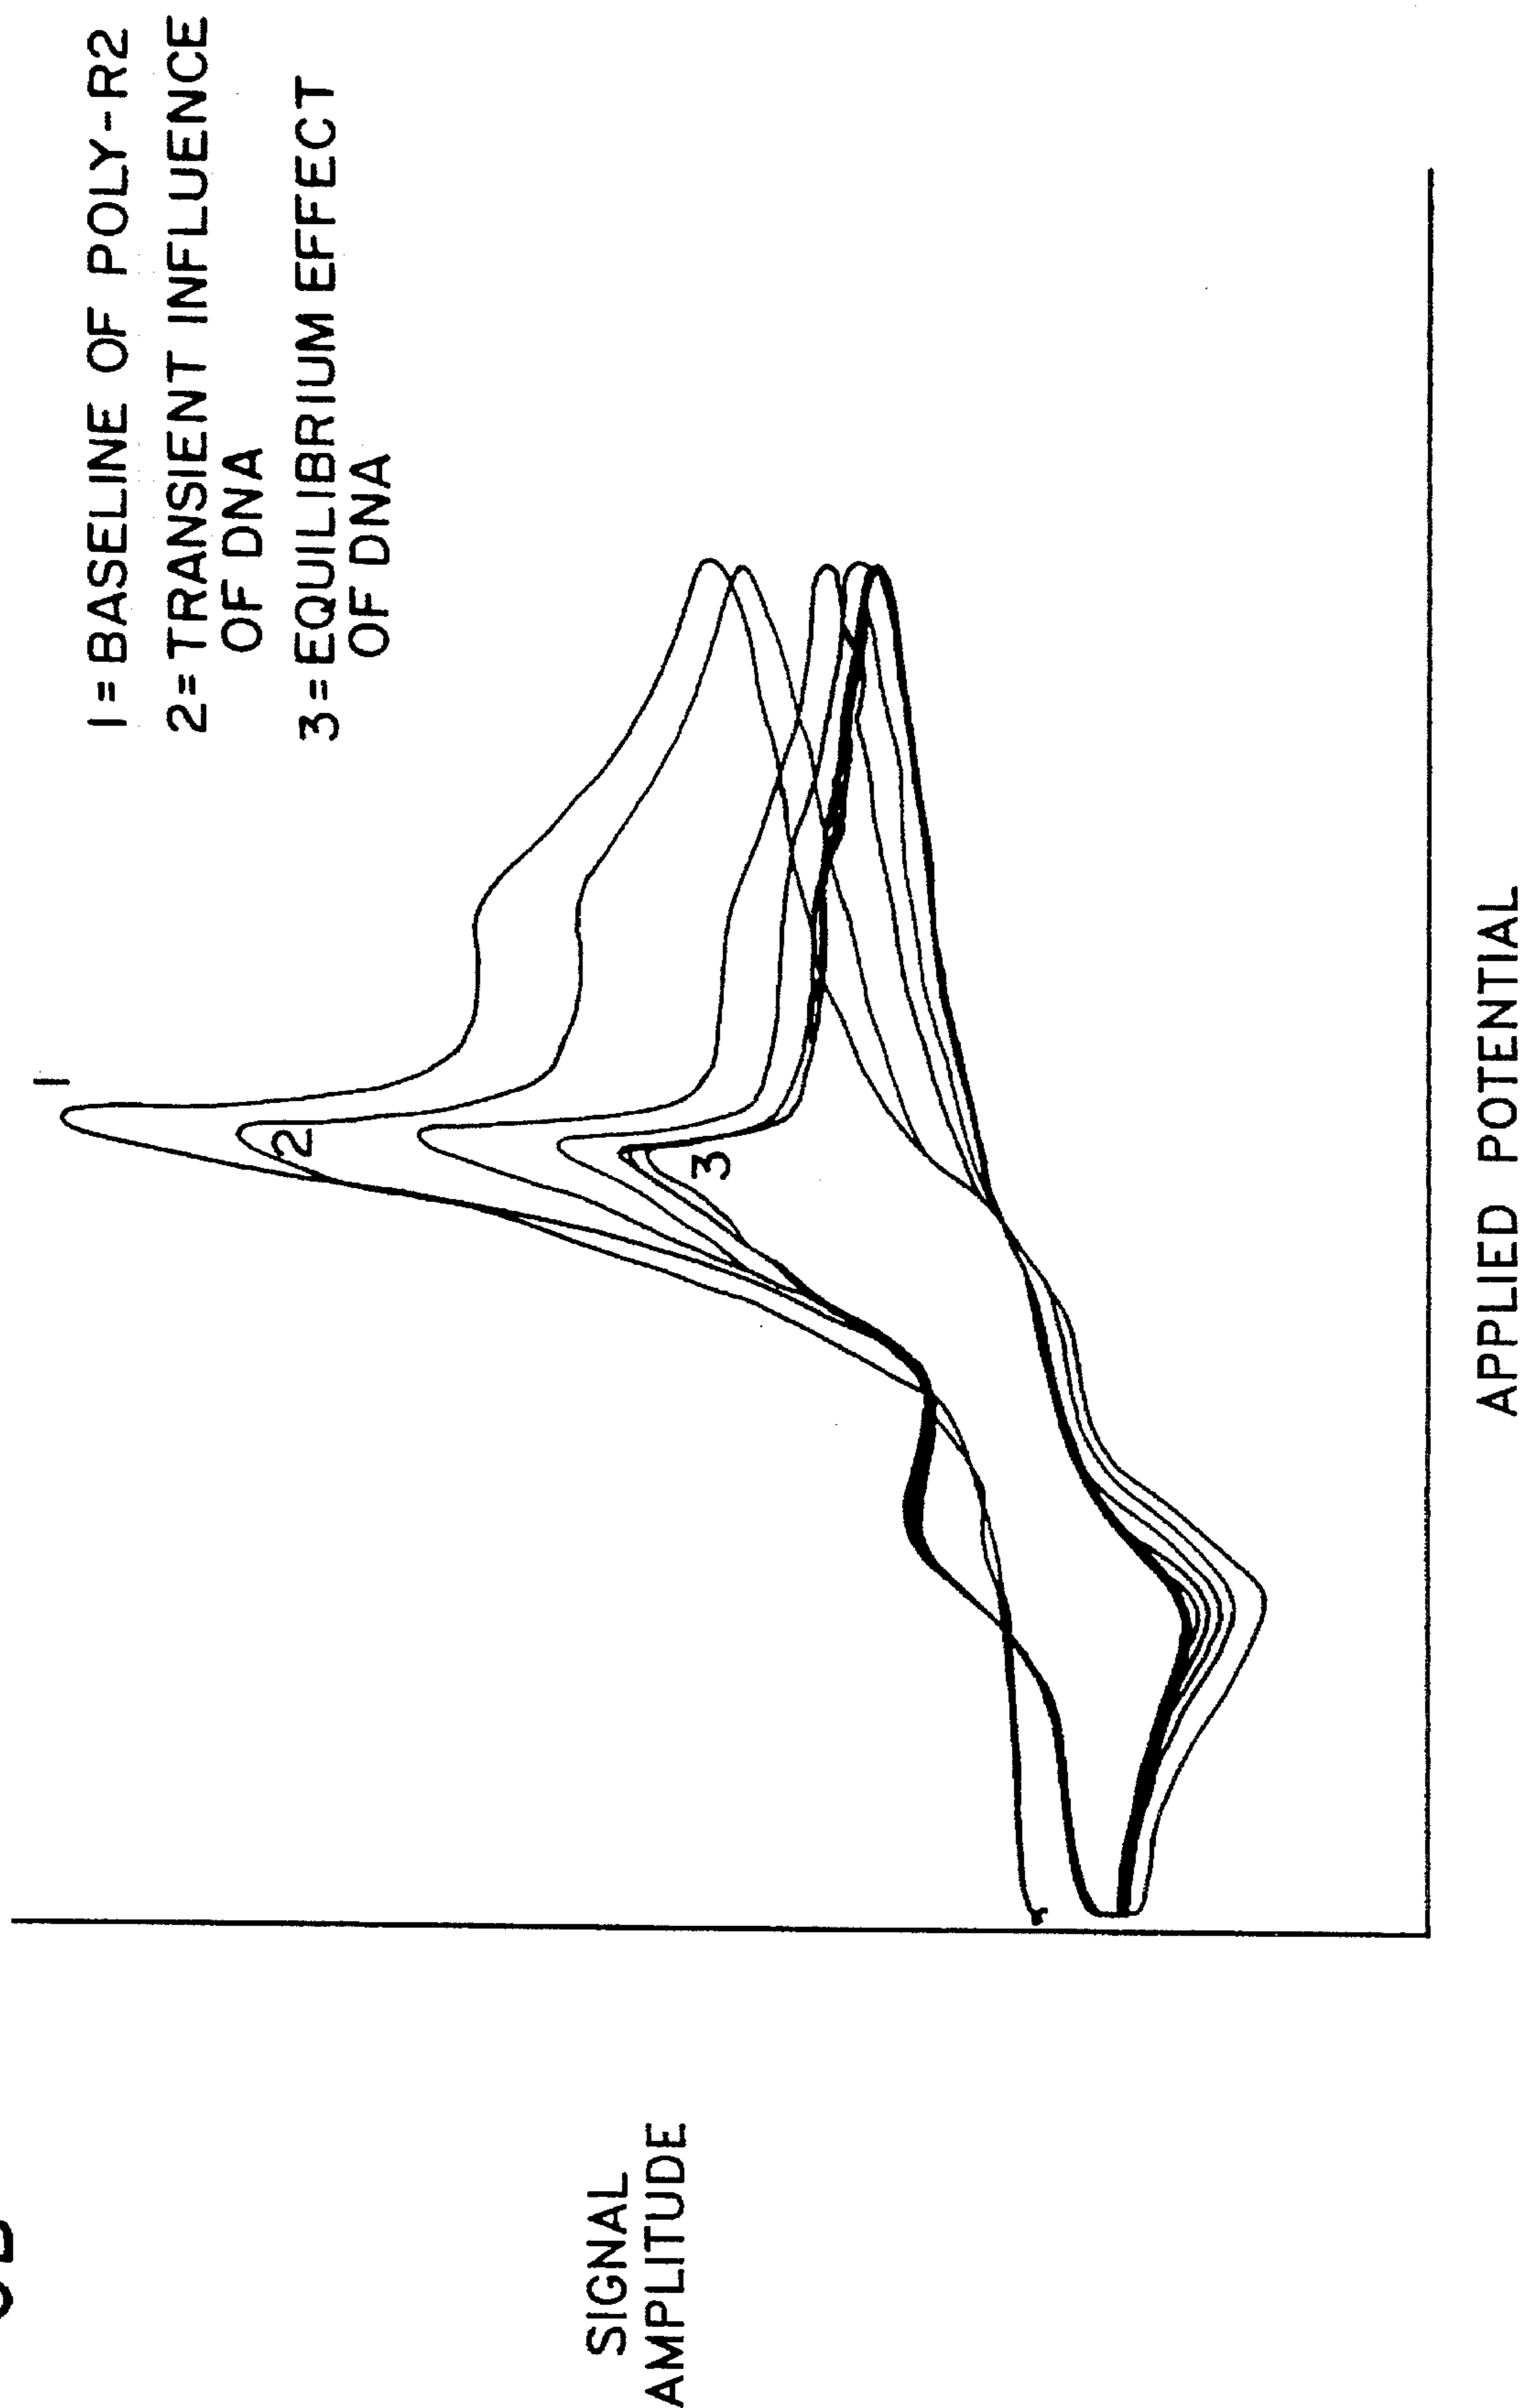 1 = BASELINE OF POLY-R2
2 = TRANSIENT INFLUENCE
OF DNA
3 = EQUILIBRIUM EFFECT
OF DNA
1
2
3
SIGNAL
AMPLITUDE
APPLIED POTENTIAL